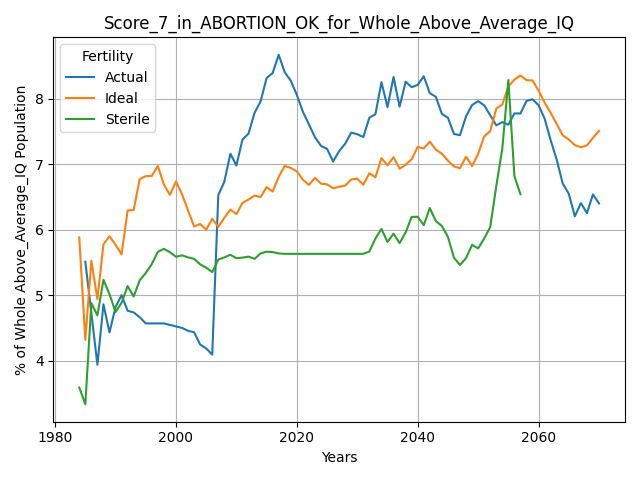 Score_7_in_ABORTION_OK_for_Whole_Above_Average_IQ
Fertility
Actual
Ideal
Sterile
% of Whole Above_Average_IQ Population
8
7
6
5
4
1980 2000 2020 2040 2060
Years